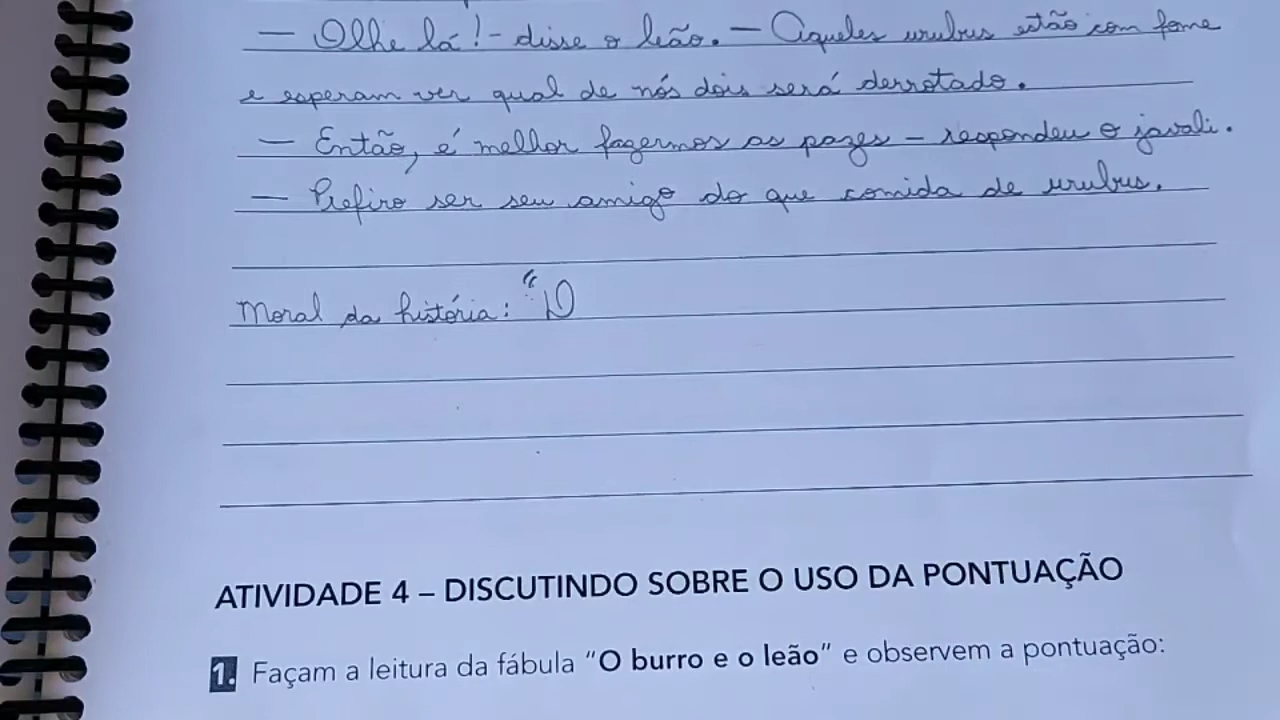 — Olhe lá! - disse o leão. — Aqueles urubus estão com fome
e esperam ver qual de nós dois será derrotado.
— Então, é melhor fazermos as pazes — respondeu o javali.
— Prefiro ser seu amigo do que comida de urubus.
Moral da história: "D
ATIVIDADE 4 – DISCUTINDO SOBRE O USO DA PONTUAÇÃO
1. Façam a leitura da fábula "O burro e o leão" e observem a pontuação: